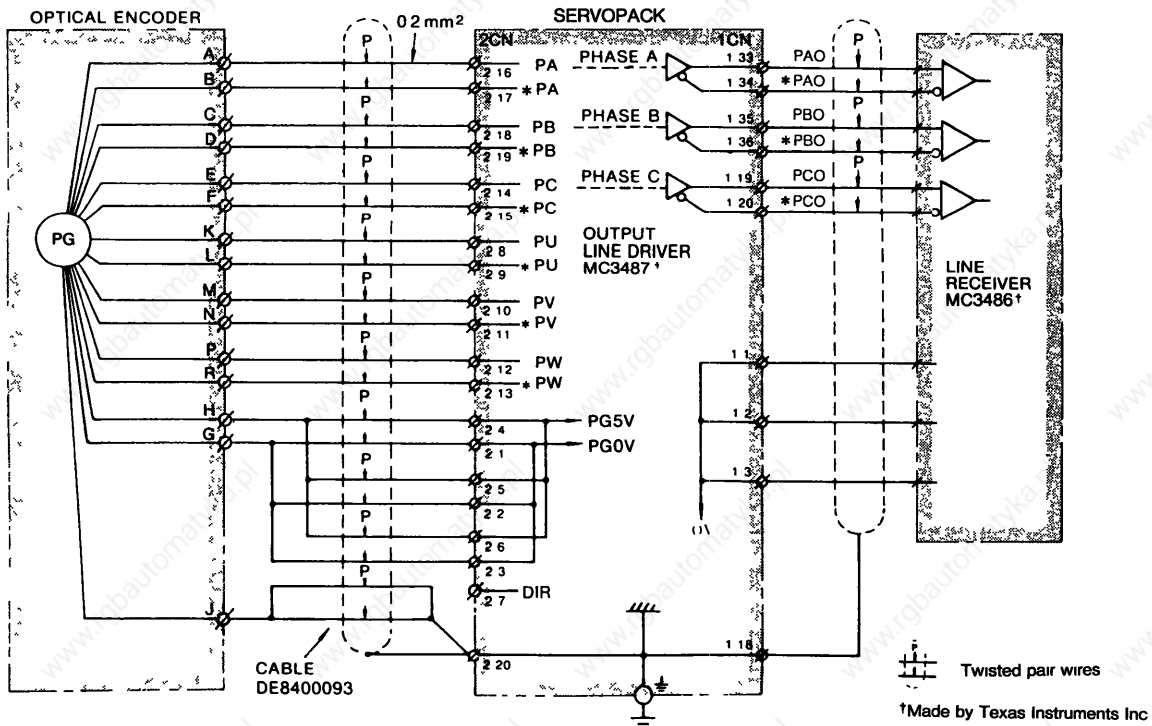 OPTICAL ENCODER
0 2 mm²
SERVOPACK
P
2CN
1CN
P
A
2 16
PA
PHASE A
1 33
PAO
B
2 17
*PA
1 34
*PAO
P
P
C
2 18
PB
PHASE B
1 35
PBO
D
2 19
*PB
1 36
*PBO
P
P
E
2 14
PC
PHASE C
1 19
PCO
F
2 15
*PC
1 20
*PCO
P
PG
K
2 8
PU
OUTPUT
LINE DRIVER
MC3487†
L
2 9
*PU
LINE
RECEIVER
MC3486†
P
M
2 10
PV
N
2 11
*PV
P
P
2 12
PW
1 1
R
2 13
*PW
P
H
2 4
PG5V
1 2
G
2 1
PG0V
P
2 5
1 3
2 2
P
2 6
2 3
P
2 7
DIR
J
CABLE
DE8400093
2 20
1 18
P
Twisted pair wires
†Made by Texas Instruments Inc
www.rgbautomatyka.pl